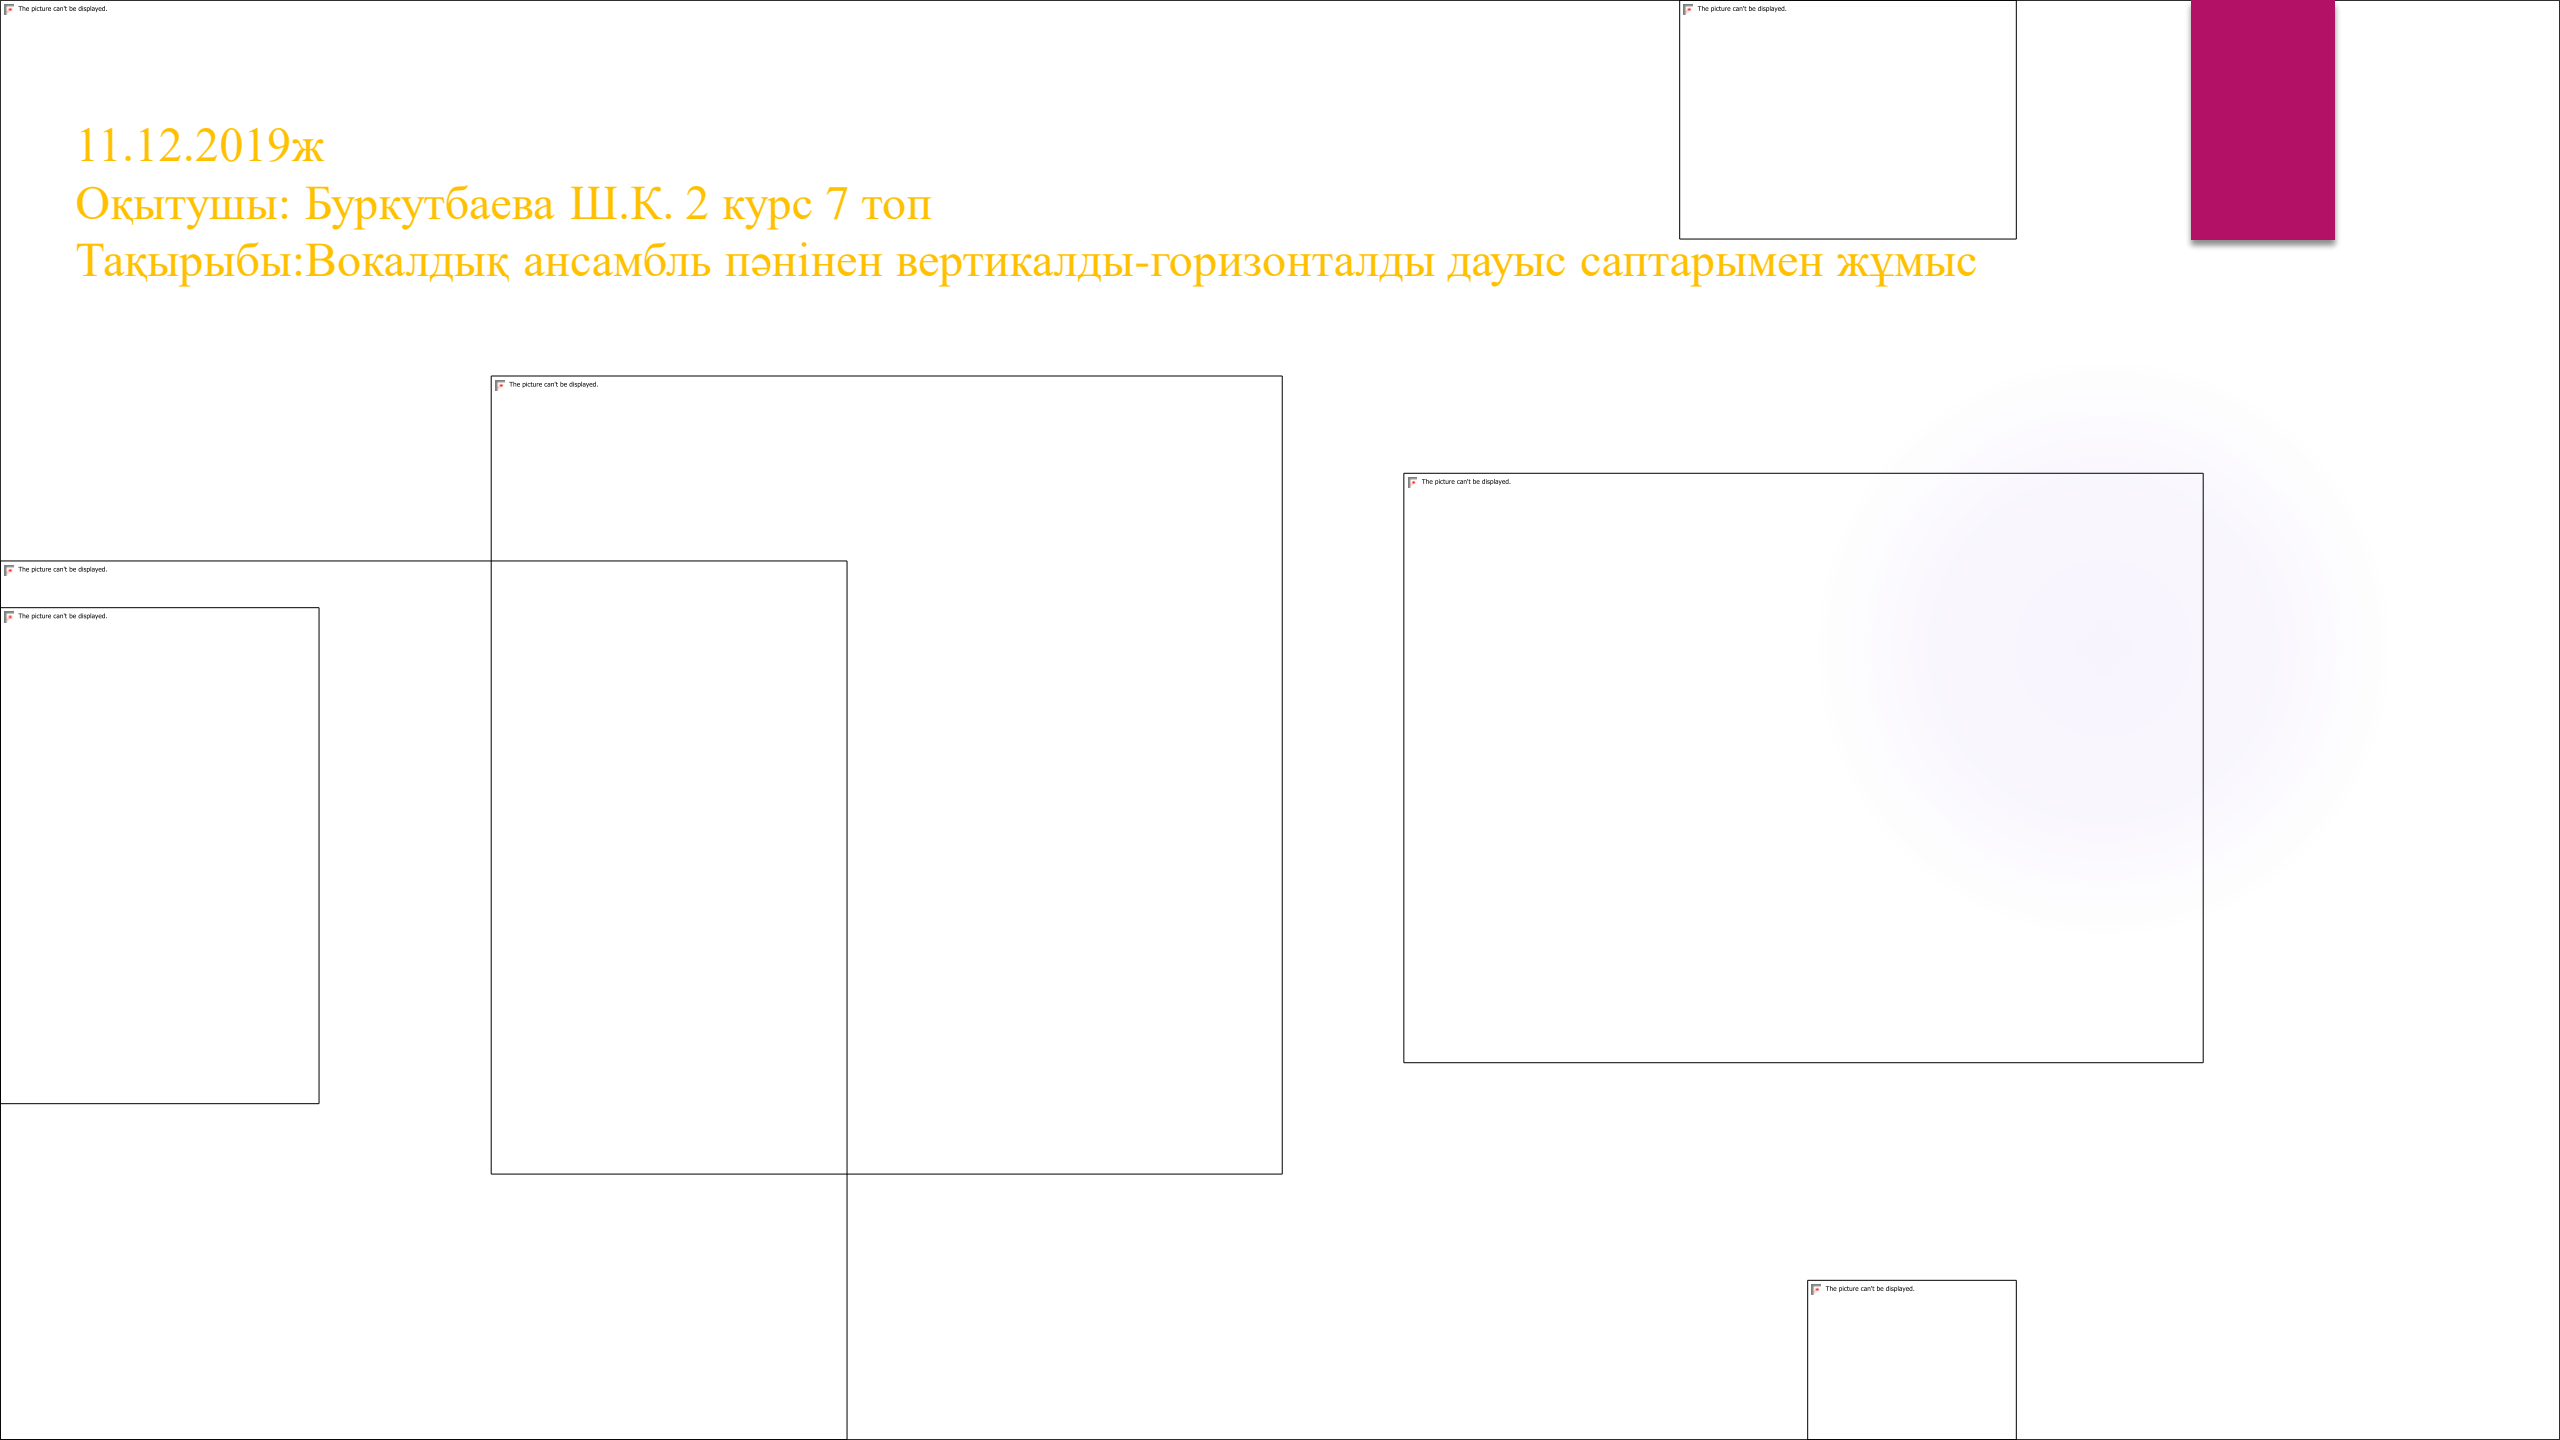 The picture can't be displayed.
The picture can't be displayed.
11.12.2019ж
Оқытушы: Буркутбаева Ш.К. 2 курс 7 топ
Тақырыбы:Вокалдық ансамбль пәнінен вертикалды-горизонталды дауыс саптарымен жұмыс
The picture can't be displayed.
The picture can't be displayed.
The picture can't be displayed.
The picture can't be displayed.
The picture can't be displayed.